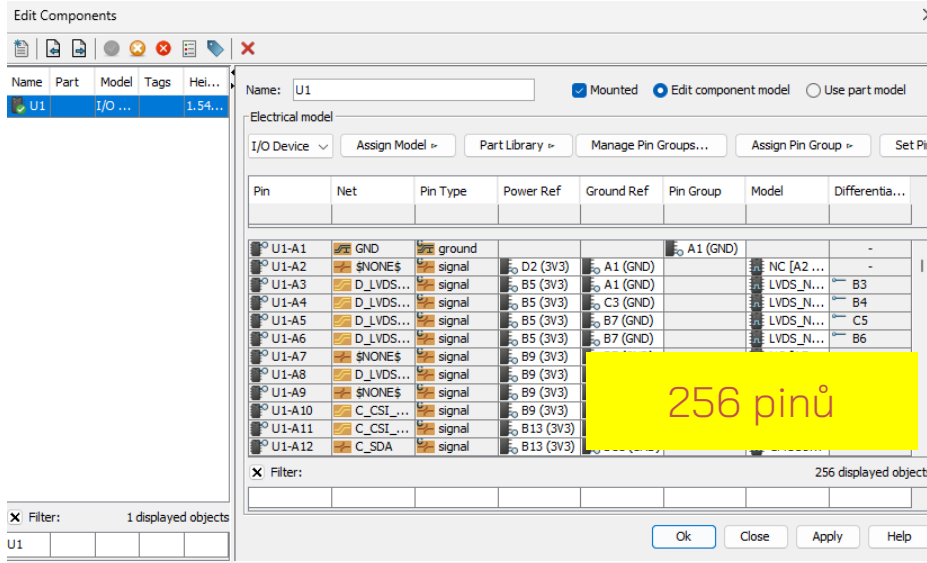 Edit Components
Name Part Model Tags Hei...
U1 I/O ... 1.54...
Name: U1 Mounted Edit component model Use part model
Electrical model
I/O Device Assign Model Part Library Manage Pin Groups... Assign Pin Group Set Pi
Pin Net Pin Type Power Ref Ground Ref Pin Group Model Differentia...
U1-A1 GND ground A1 (GND) -
U1-A2 $NONE$ signal D2 (3V3) A1 (GND) NC [A2 ... -
U1-A3 D_LVDS... signal B5 (3V3) A1 (GND) LVDS_N... B3
U1-A4 D_LVDS... signal B5 (3V3) C3 (GND) LVDS_N... B4
U1-A5 D_LVDS... signal B5 (3V3) B7 (GND) LVDS_N... C5
U1-A6 D_LVDS... signal B5 (3V3) B7 (GND) LVDS_N... B6
U1-A7 $NONE$ signal B9 (3V3)
U1-A8 D_LVDS... signal B9 (3V3)
U1-A9 $NONE$ signal B9 (3V3)
U1-A10 C_CSI_... signal B9 (3V3)
U1-A11 C_CSI_... signal B13 (3V3)
U1-A12 C_SDA signal B13 (3V3)
256 pinů
Filter: 256 displayed objects
Filter: 1 displayed objects
U1
Ok Close Apply Help